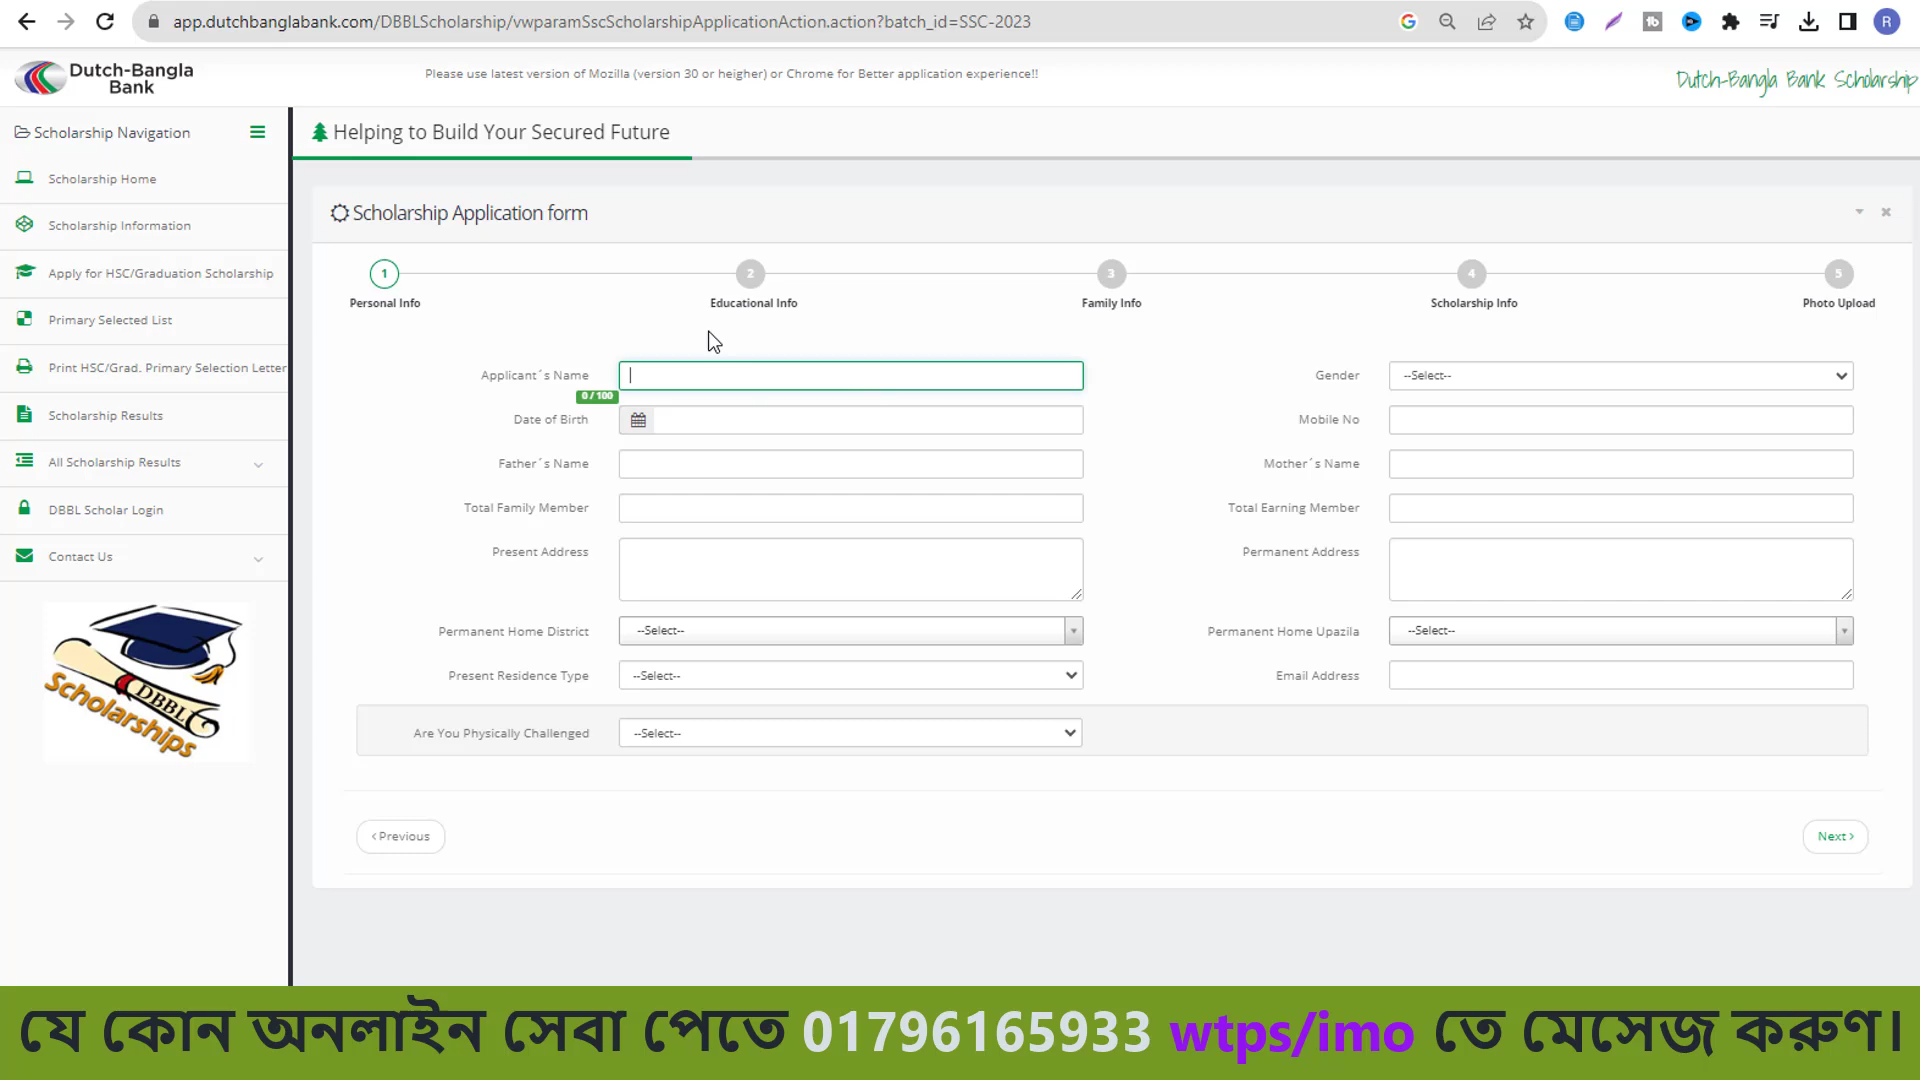 app.dutchbanglabank.com/DBBLScholarship/vwparamSscScholarshipApplicationAction.action?batch_id=SSC-2023
R
Dutch-Bangla
Bank
Please use latest version of Mozilla (version 30 or heigher) or Chrome for Better application experience!!
Dutch-Bangla Bank Scholarship
Scholarship Navigation
Helping to Build Your Secured Future
Scholarship Home
Scholarship Information
Apply for HSC/Graduation Scholarship
Primary Selected List
Print HSC/Grad. Primary Selection Letter
Scholarship Results
All Scholarship Results
DBBL Scholar Login
Contact Us
DBBL
Scholarships
Scholarship Application form
1 2 3 4 5
Personal Info Educational Info Family Info Scholarship Info Photo Upload
Applicant´s Name Gender --Select--
0 / 100
Date of Birth Mobile No
Father´s Name Mother´s Name
Total Family Member Total Earning Member
Present Address Permanent Address
Permanent Home District --Select-- Permanent Home Upazila --Select--
Present Residence Type --Select-- Email Address
Are You Physically Challenged --Select--
‹ Previous Next ›
যে কোন অনলাইন সেবা পেতে 01796165933 wtps/imo তে মেসেজ করুণ।